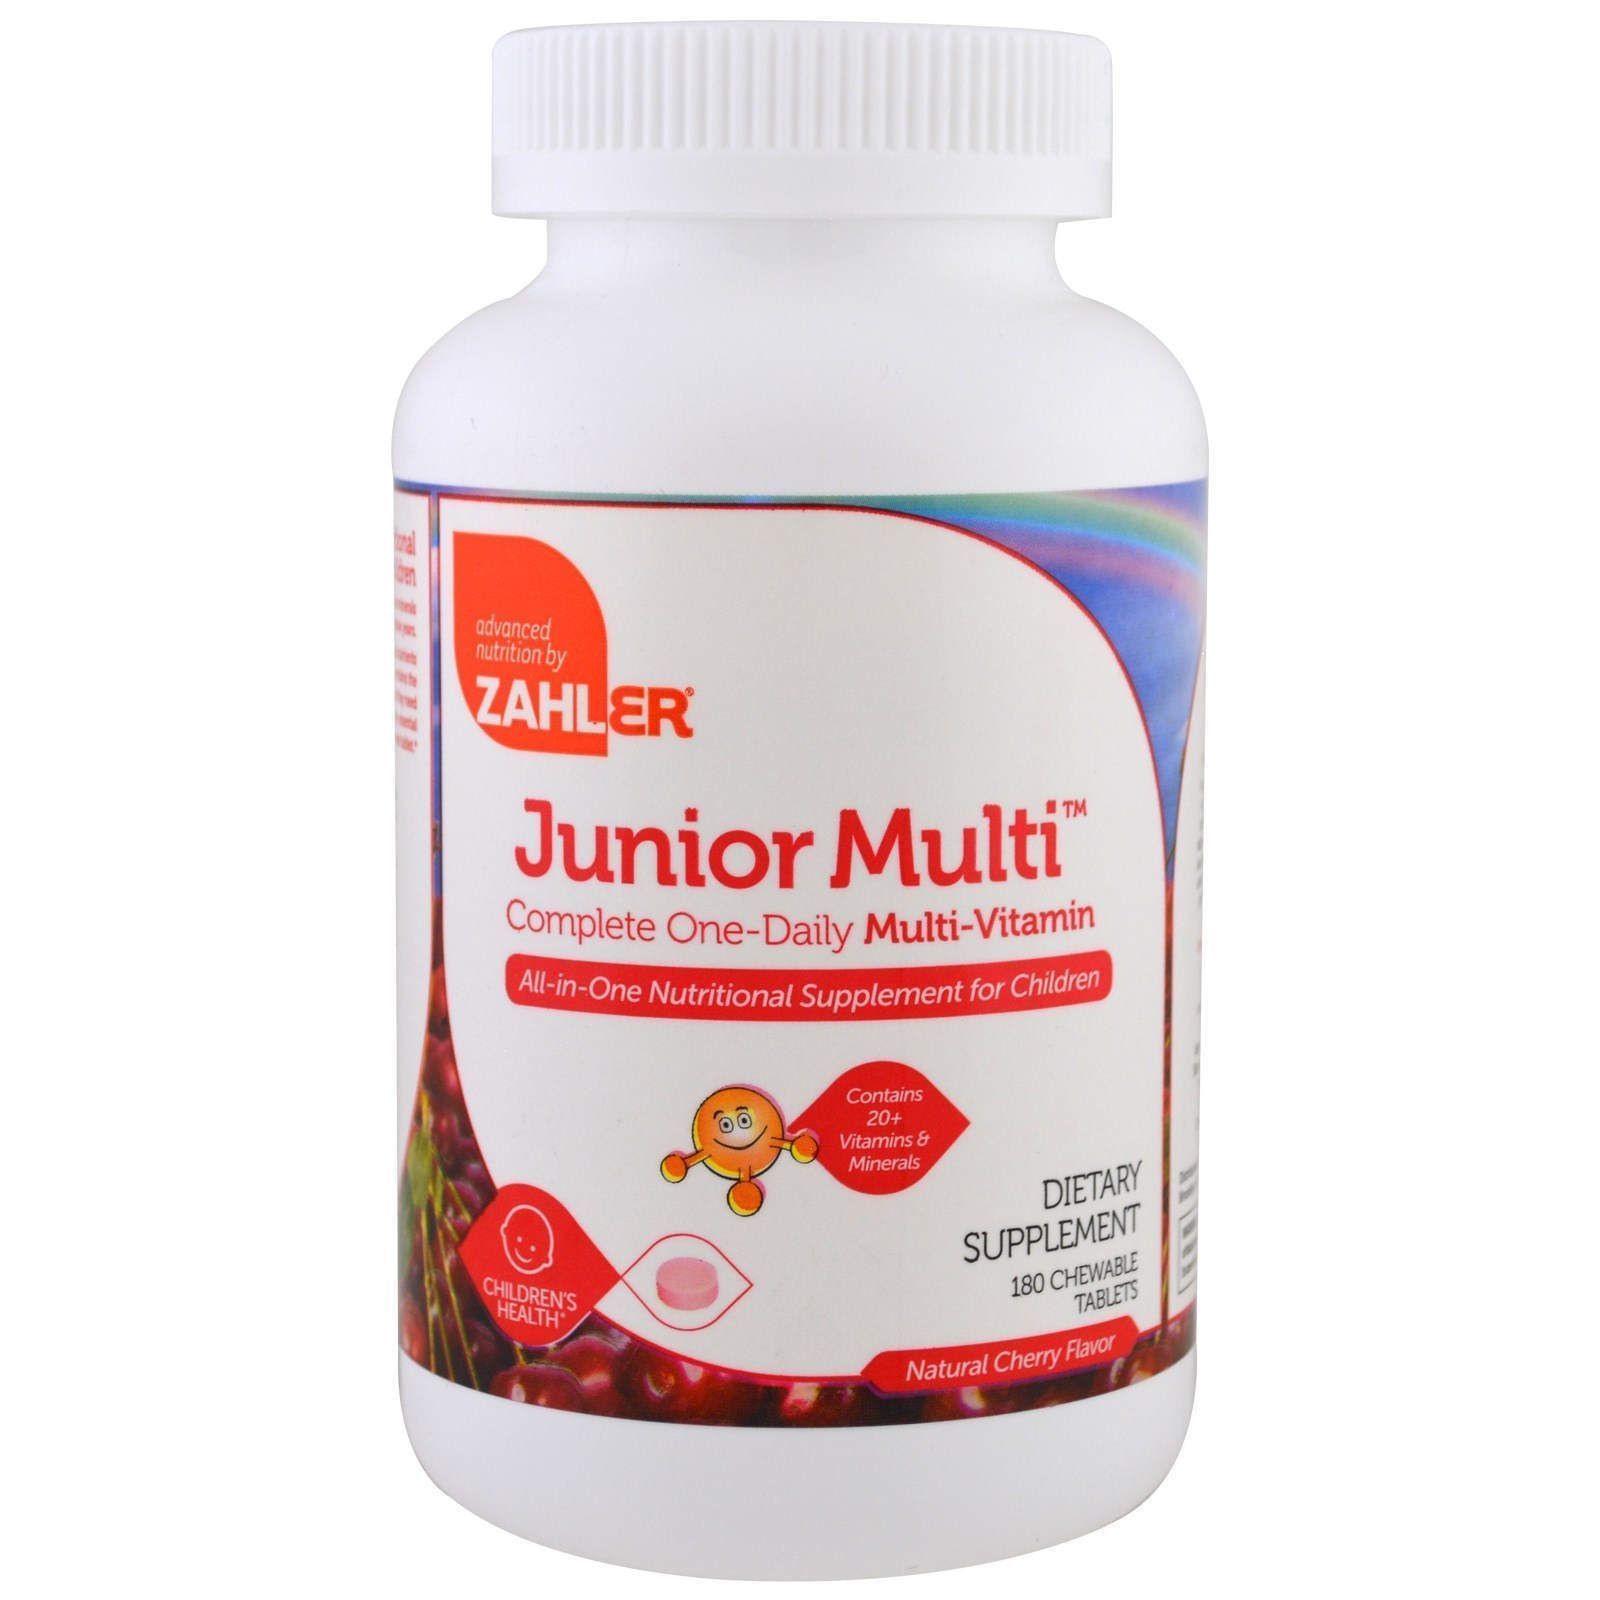 advanced
nutrition by
ZAHLER®
Junior Multi™
Complete One-Daily Multi-Vitamin
All-in-One Nutritional Supplement for Children
Contains
20+
Vitamins &
Minerals
DIETARY
SUPPLEMENT
180 CHEWABLE
TABLETS
CHILDREN'S
HEALTH*
Natural Cherry Flavor